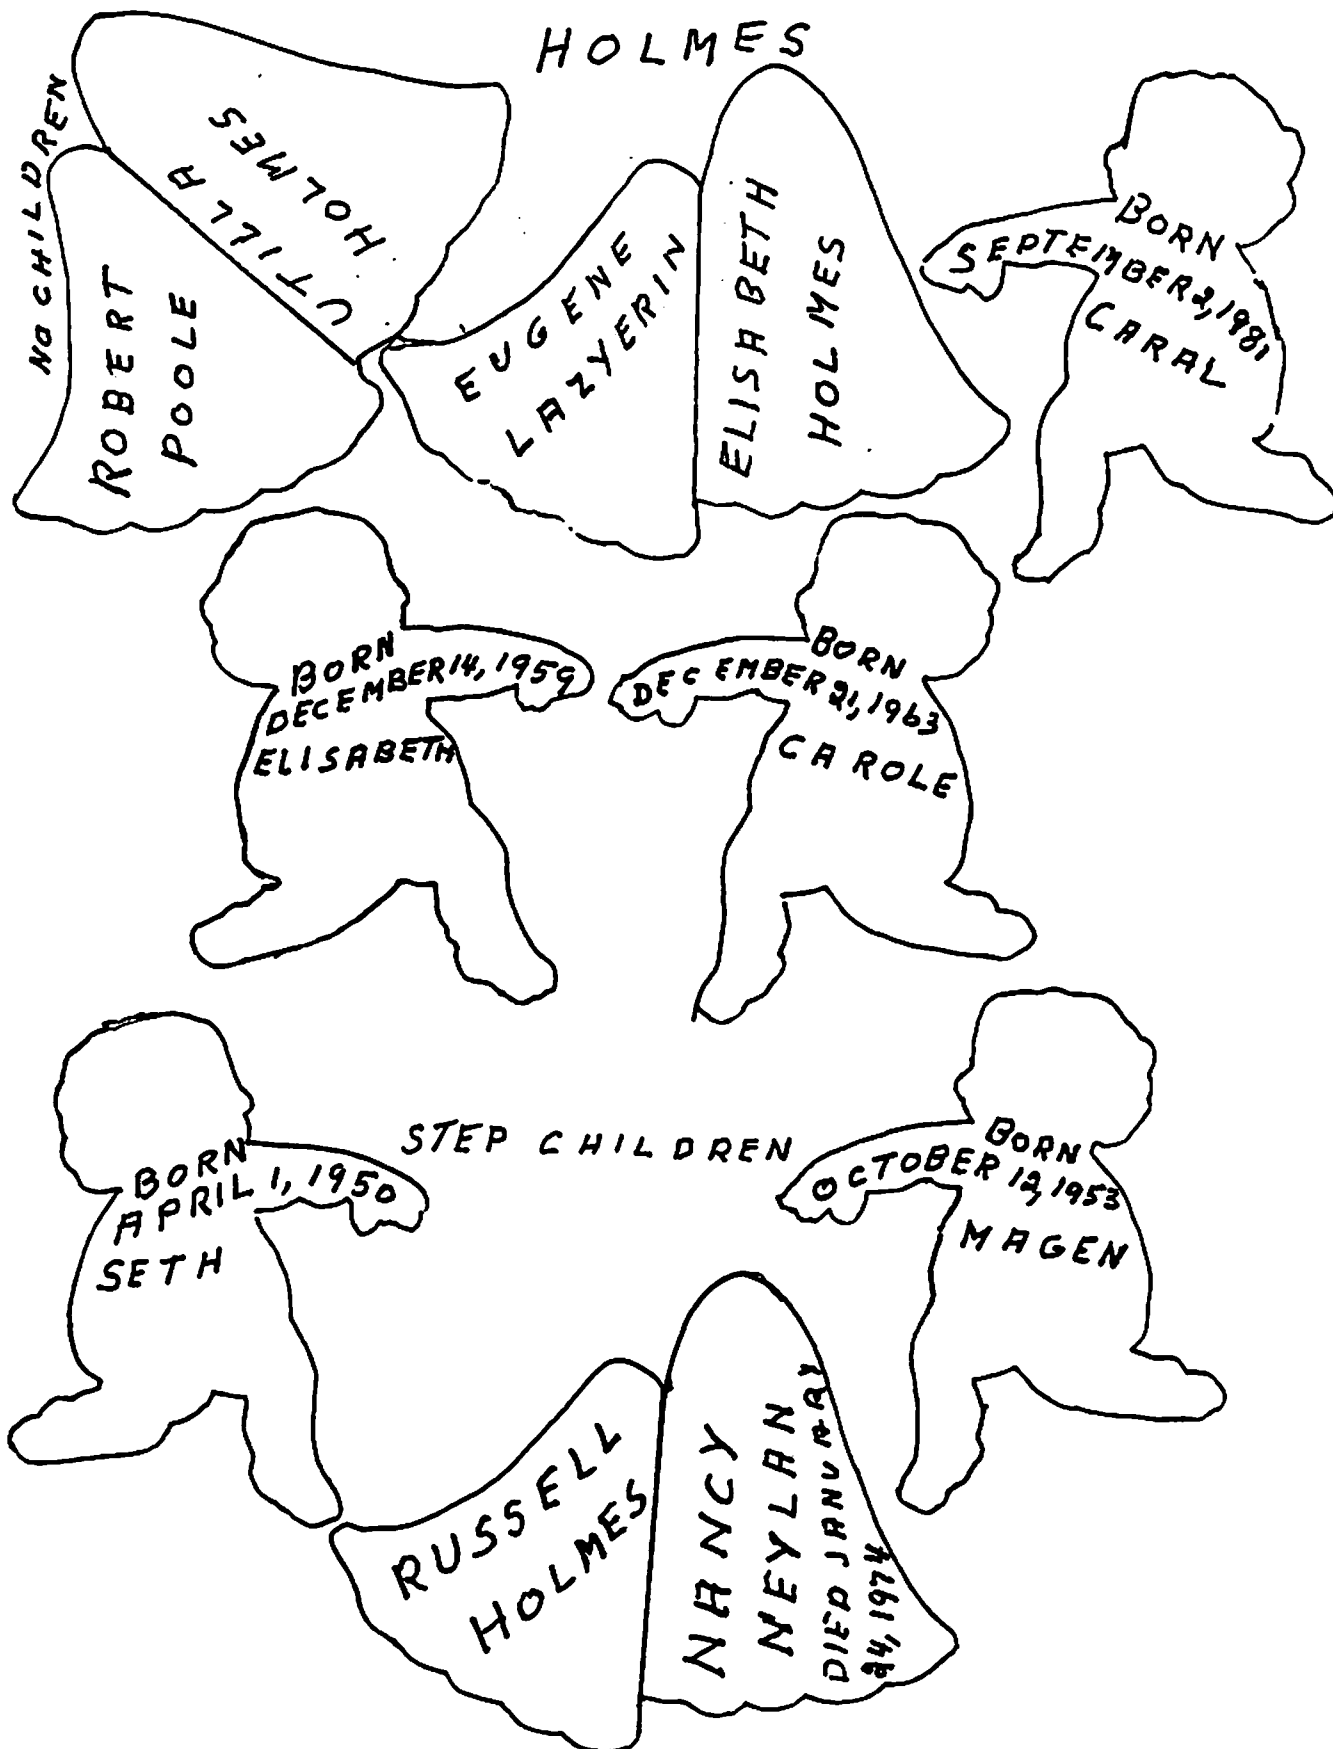 HOLMES
NO CHILDREN
UTILLA
HOLMES
ROBERT
POOLE
EUGENE
LAZYERIN
ELISABETH
HOLMES
BORN
SEPTEMBER 2, 1981
CARAL
BORN
DECEMBER 14, 1959
ELISABETH
BORN
DECEMBER 21, 1963
CAROLE
STEP CHILDREN
BORN
APRIL 1, 1950
SETH
BORN
OCTOBER 12, 1953
MAGEN
RUSSELL
HOLMES
NANCY
NEYLAN
DIED JANUARY
24, 1974